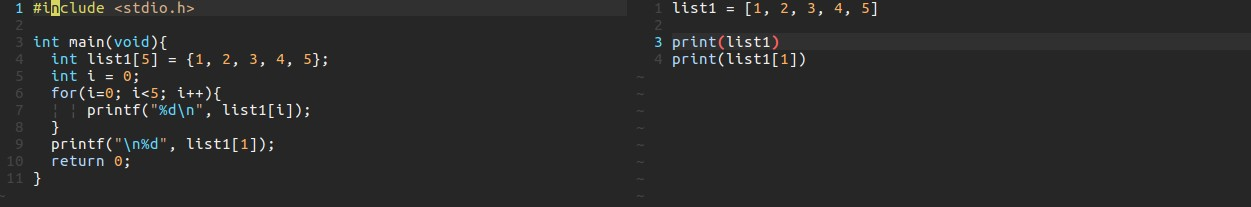 1 #include <stdio.h>
2
3 int main(void){
4   int list1[5] = {1, 2, 3, 4, 5};
5   int i = 0;
6   for(i=0; i<5; i++){
7   ¦ ¦ printf("%d\n", list1[i]);
8   }
9   printf("\n%d", list1[1]);
10   return 0;
11 }
~
1 list1 = [1, 2, 3, 4, 5]
2
3 print(list1)
4 print(list1[1])
~
~
~
~
~
~
~
~